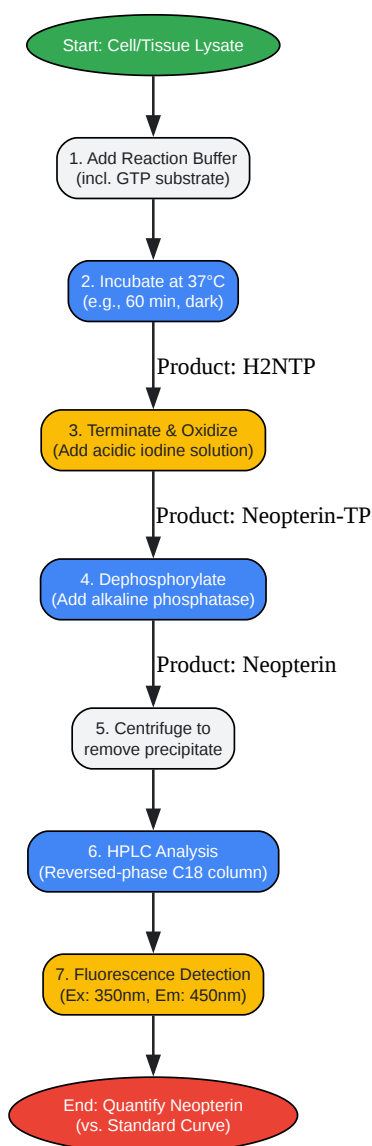 Start: Cell/Tissue Lysate
1. Add Reaction Buffer
(incl. GTP substrate)
2. Incubate at 37°C
(e.g., 60 min, dark)
Product: H2NTP
3. Terminate & Oxidize
(Add acidic iodine solution)
Product: Neopterin-TP
4. Dephosphorylate
(Add alkaline phosphatase)
Product: Neopterin
5. Centrifuge to
remove precipitate
6. HPLC Analysis
(Reversed-phase C18 column)
7. Fluorescence Detection
(Ex: 350nm, Em: 450nm)
End: Quantify Neopterin
(vs. Standard Curve)